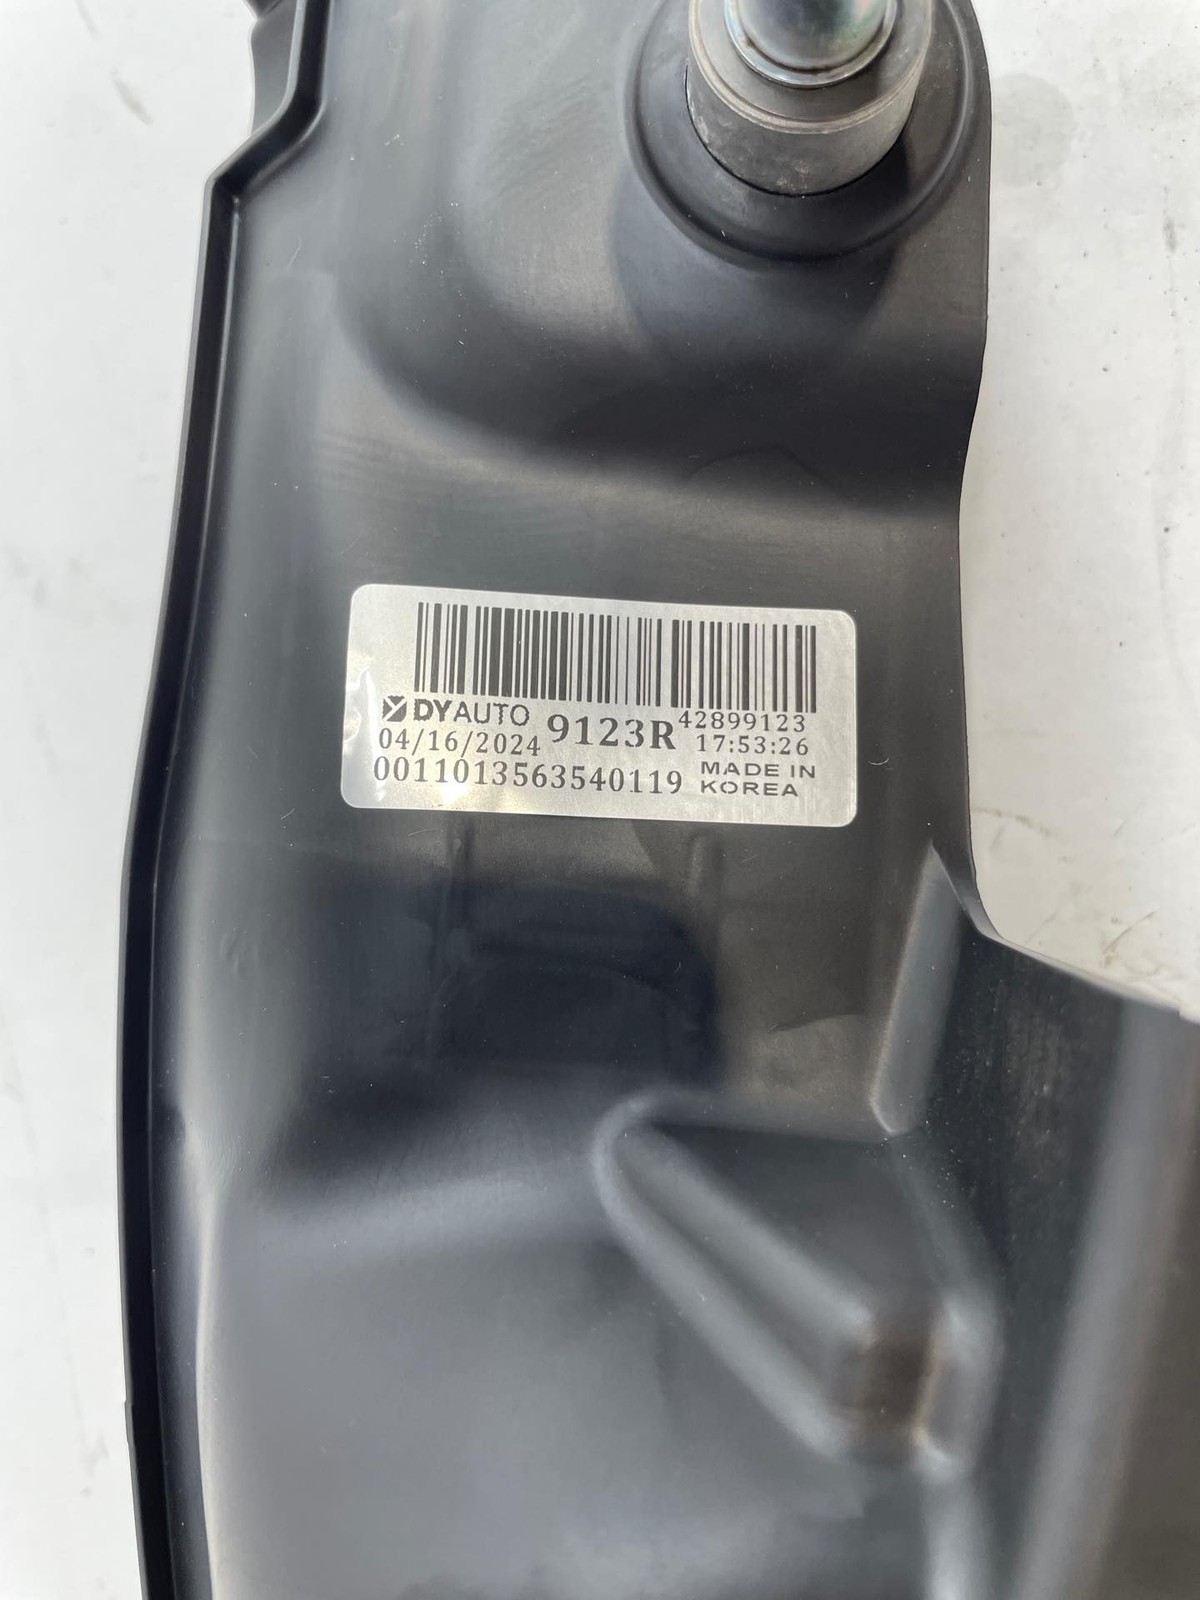 DYAUTO 9123R 42899123
04/16/2024 17:53:26
0011013563540119 MADE IN
KOREA